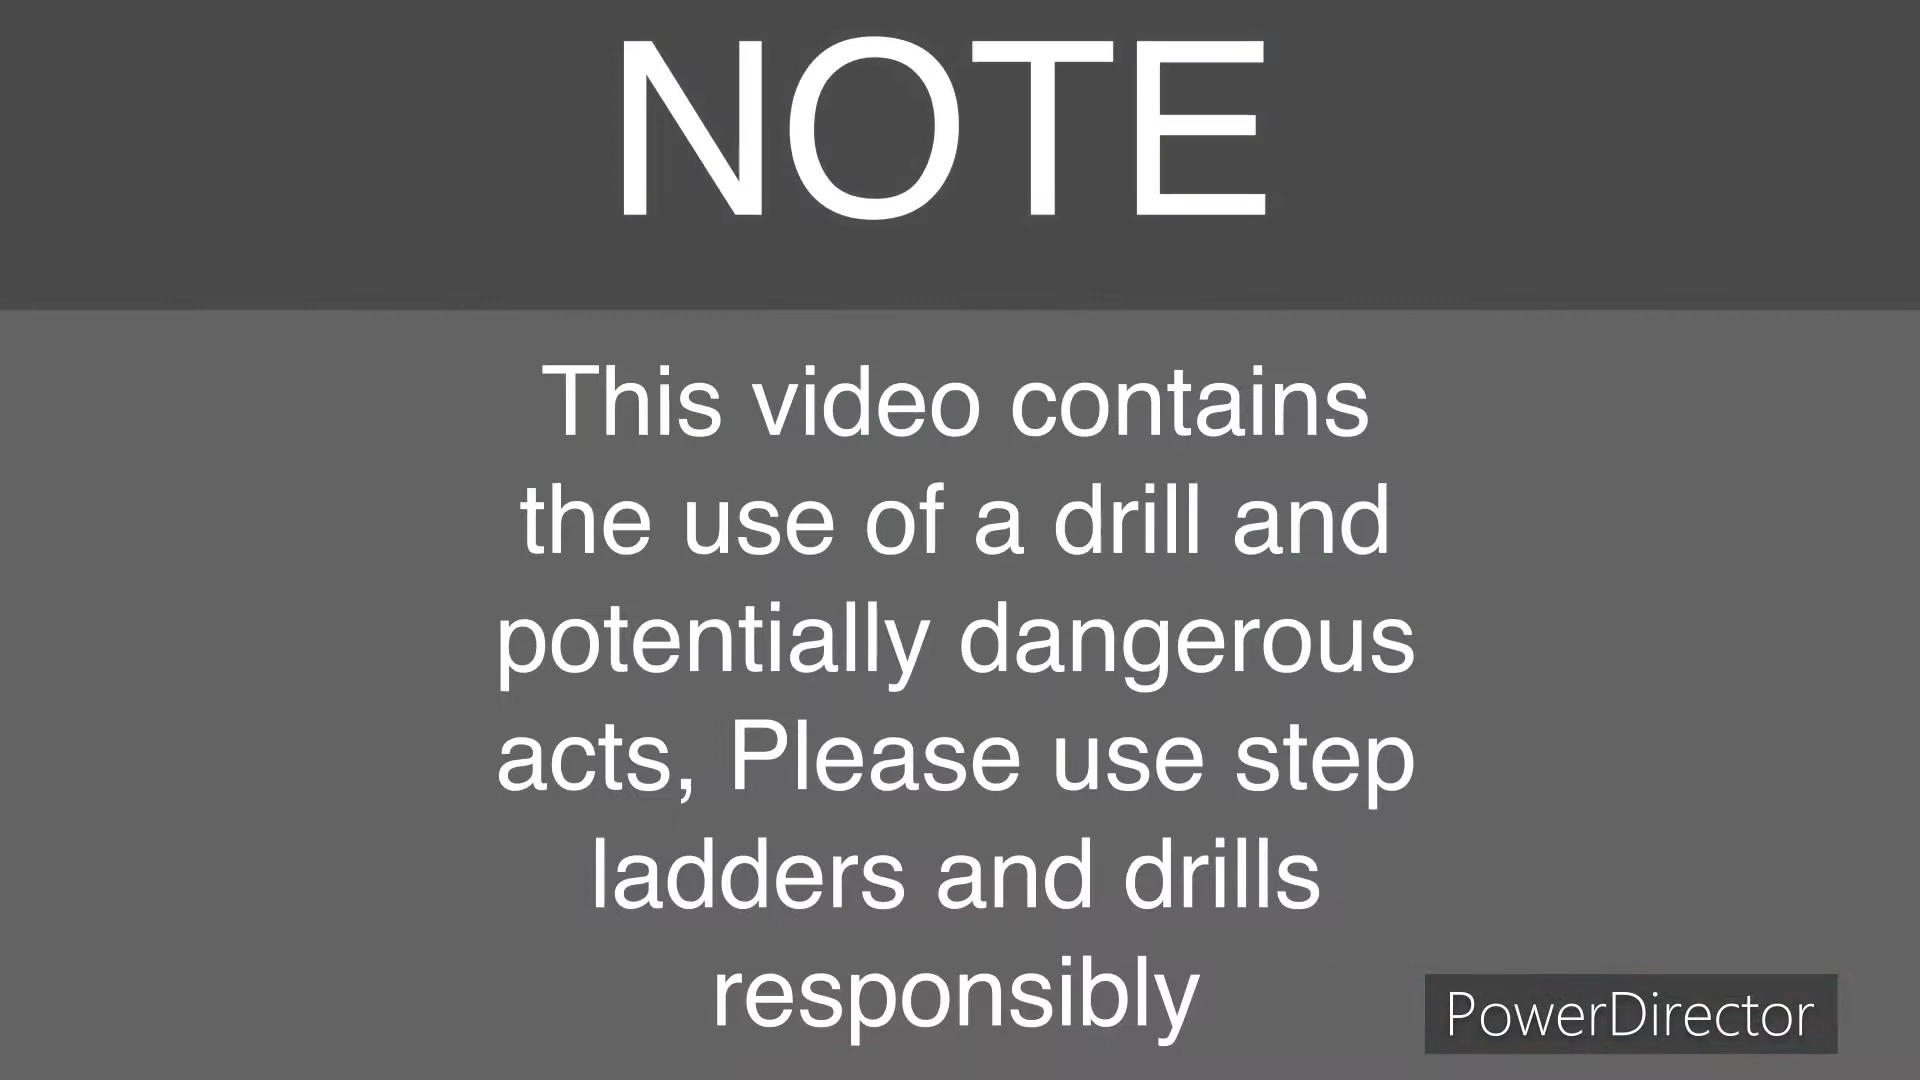 NOTE
This video contains
the use of a drill and
potentially dangerous
acts, Please use step
ladders and drills
responsibly
PowerDirector